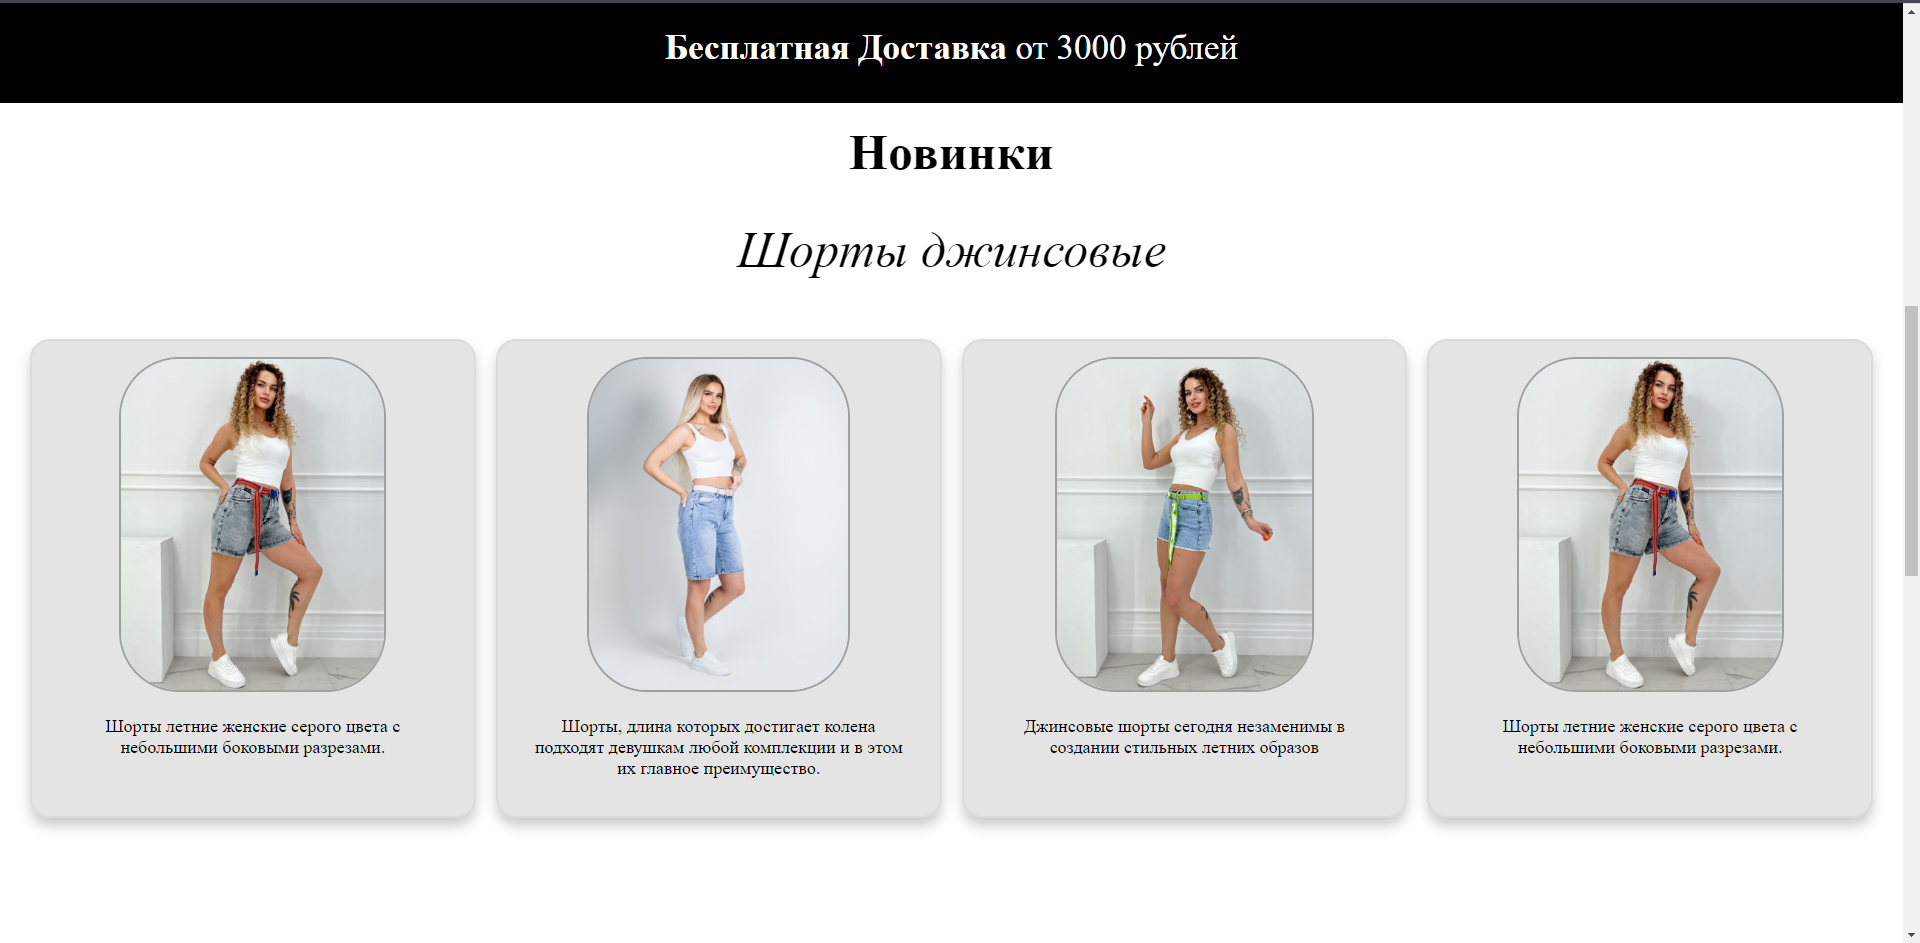 Бесплатная Доставка от 3000 рублей
Новинки
Шорты джинсовые
Шорты летние женские серого цвета с
небольшими боковыми разрезами.
Шорты, длина которых достигает колена
подходят девушкам любой комплекции и в этом
их главное преимущество.
Джинсовые шорты сегодня незаменимы в
создании стильных летних образов
Шорты летние женские серого цвета с
небольшими боковыми разрезами.